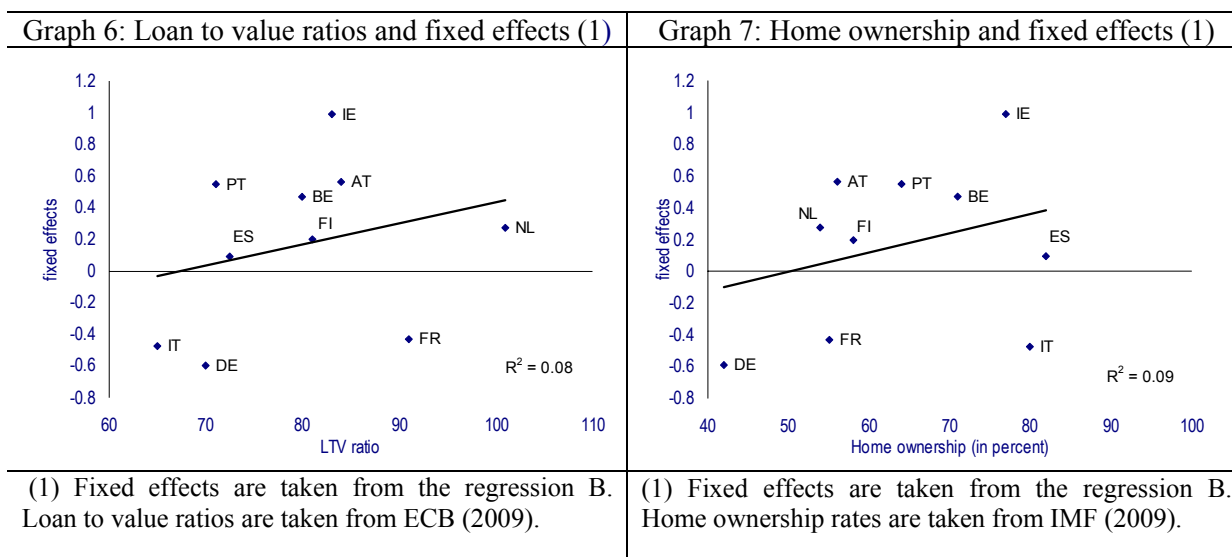 Graph 6: Loan to value ratios and fixed effects (1)
1.2
1
0.8
0.6
0.4
0.2
0
-0.2
-0.4
-0.6
-0.8
fixed effects
IE
PT
AT
BE
FI
ES
NL
IT
DE
FR
R² = 0.08
60 70 80 90 100 110
LTV ratio
(1) Fixed effects are taken from the regression B.
Loan to value ratios are taken from ECB (2009).
Graph 7: Home ownership and fixed effects (1)
1.2
1
0.8
0.6
0.4
0.2
0
-0.2
-0.4
-0.6
-0.8
fixed effects
IE
AT
PT
BE
NL
FI
ES
FR
IT
DE
R² = 0.09
40 50 60 70 80 90 100
Home ownership (in percent)
(1) Fixed effects are taken from the regression B.
Home ownership rates are taken from IMF (2009).